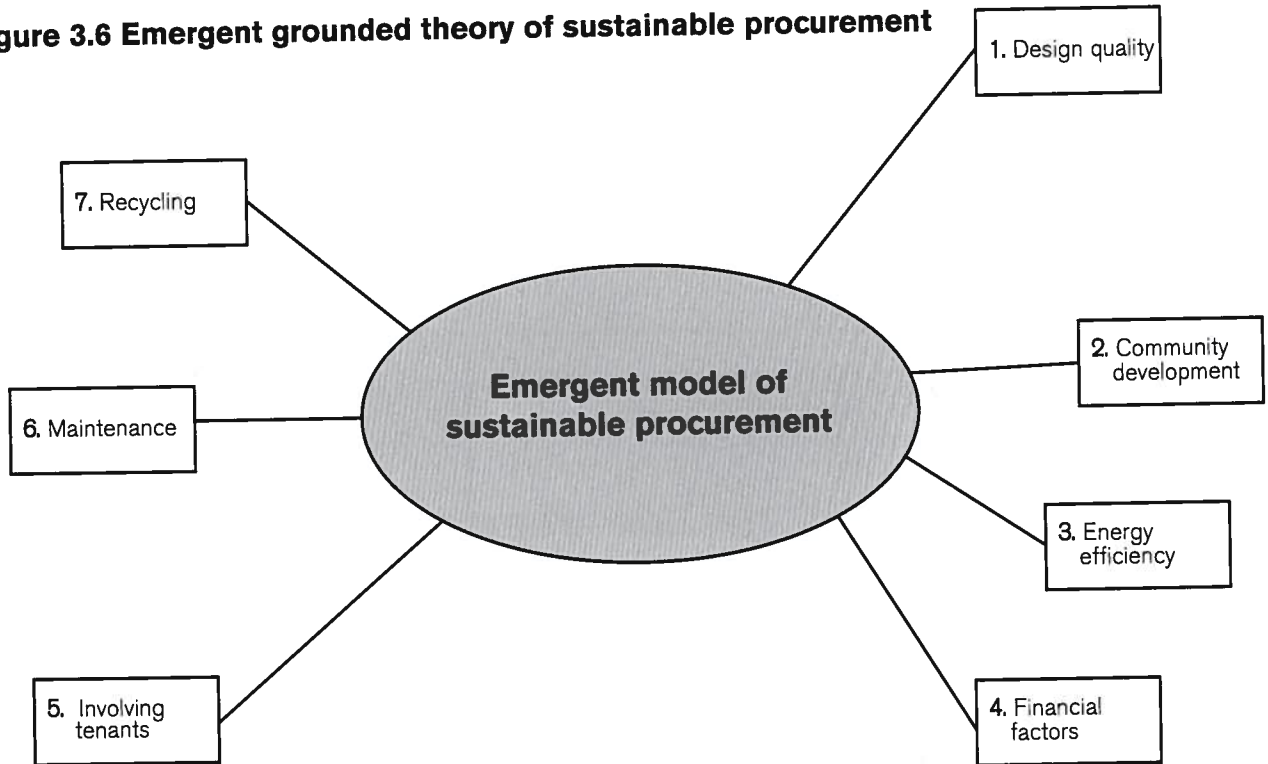 gure 3.6 Emergent grounded theory of sustainable procurement
1. Design quality
7. Recycling
2. Community
development
Emergent model of
sustainable procurement
6. Maintenance
3. Energy
efficiency
5. Involving
tenants
4. Financial
factors